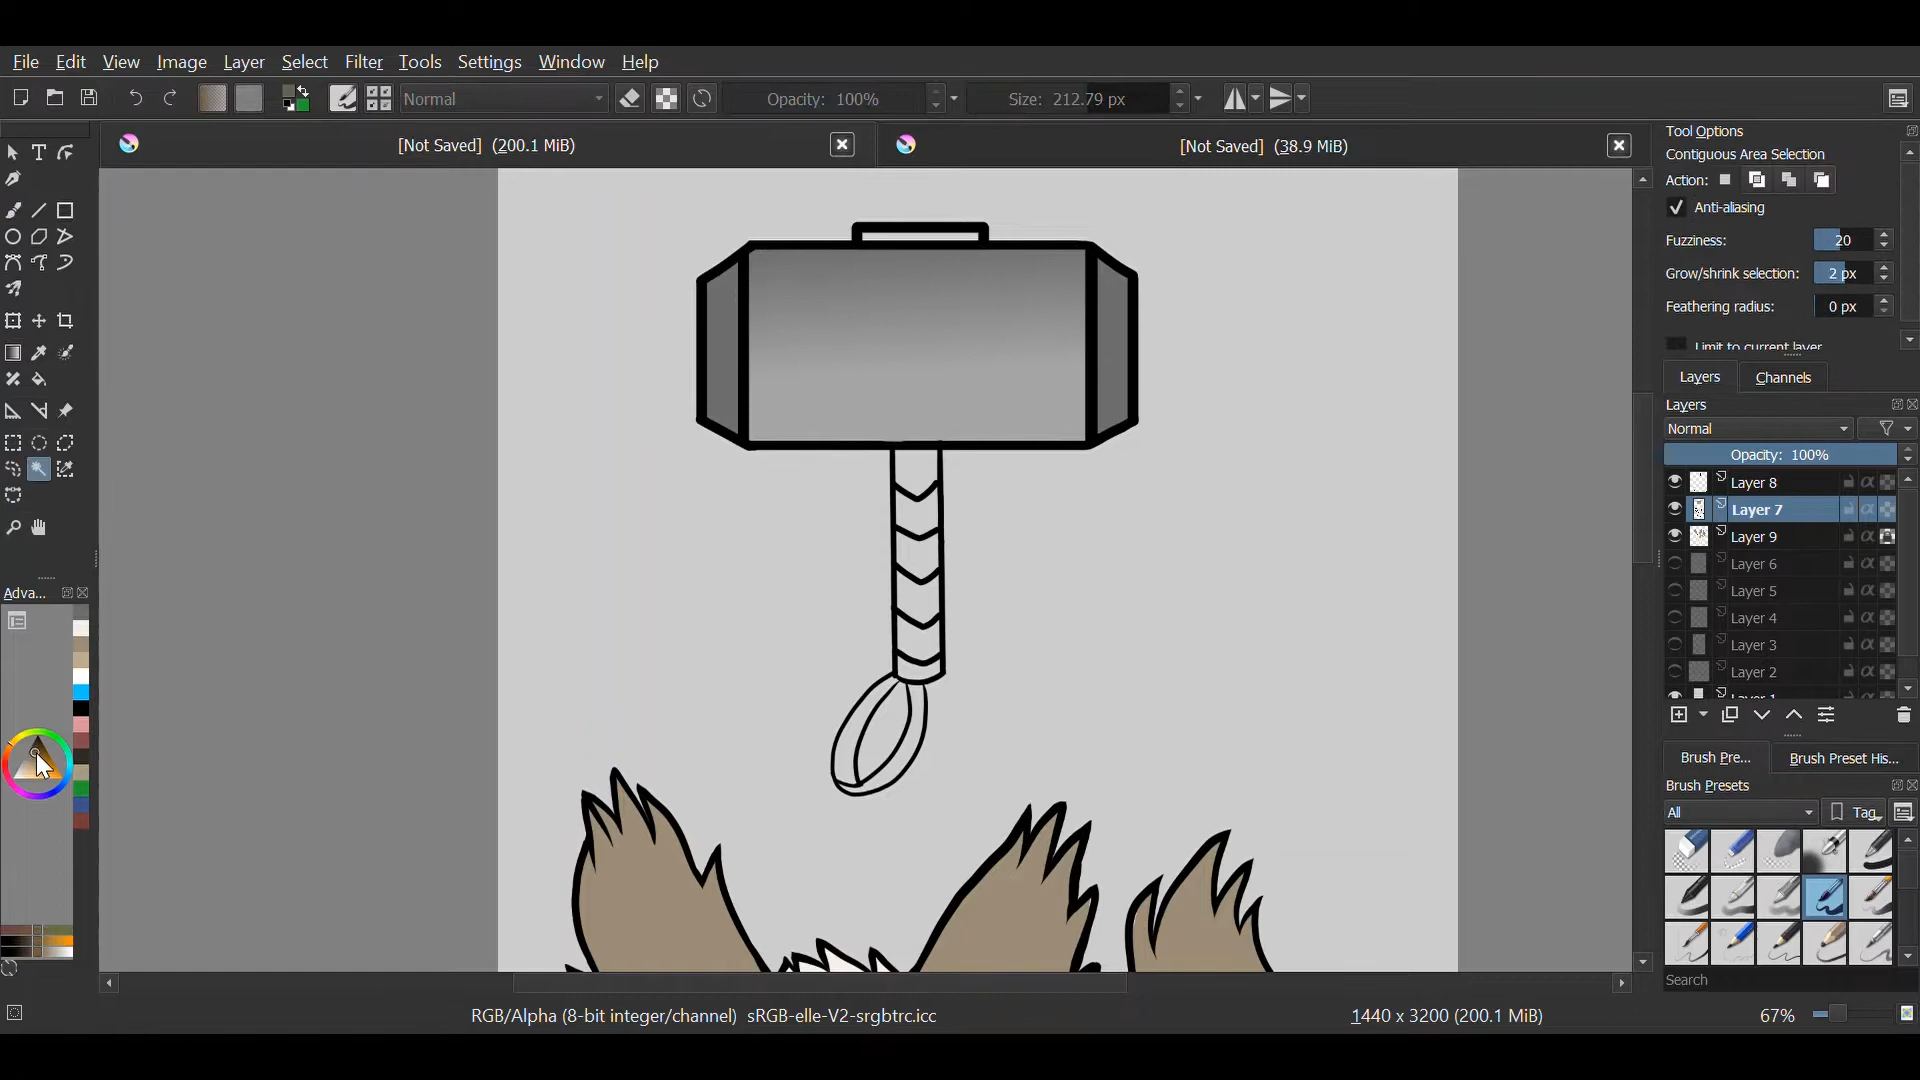 File Edit View Image Layer Select Filter Tools Settings Window Help
Normal Opacity: 100% Size: 212.79 px
[Not Saved] (200.1 MiB) [Not Saved] (38.9 MiB)
Tool Options
Contiguous Area Selection
Action:
Anti-aliasing
Fuzziness: 20
Grow/shrink selection: 2 px
Feathering radius: 0 px
Limit to current layer
Layers Channels
Layers
Normal
Opacity: 100%
Layer 8
Layer 7
Layer 9
Layer 6
Layer 5
Layer 4
Layer 3
Layer 2
Layer 1
Adva...
Brush Pre... Brush Preset His...
Brush Presets
All Tag
Search
RGB/Alpha (8-bit integer/channel) sRGB-elle-V2-srgbtrc.icc 1440 x 3200 (200.1 MiB) 67%